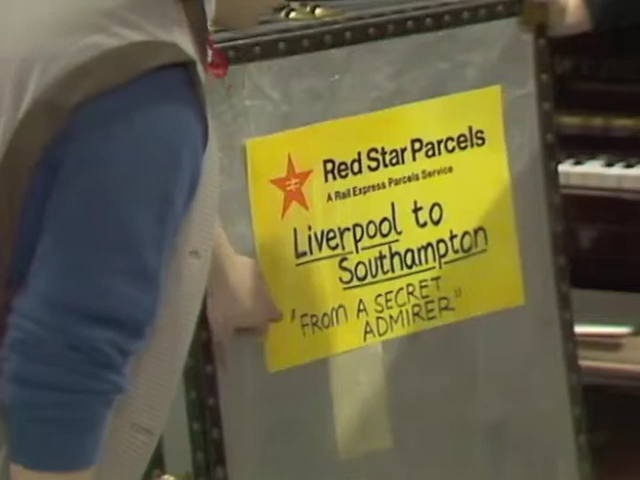 Red Star Parcels
A Rail Express Parcels Service
Liverpool to
Southampton
"FROM A SECRET
ADMIRER"